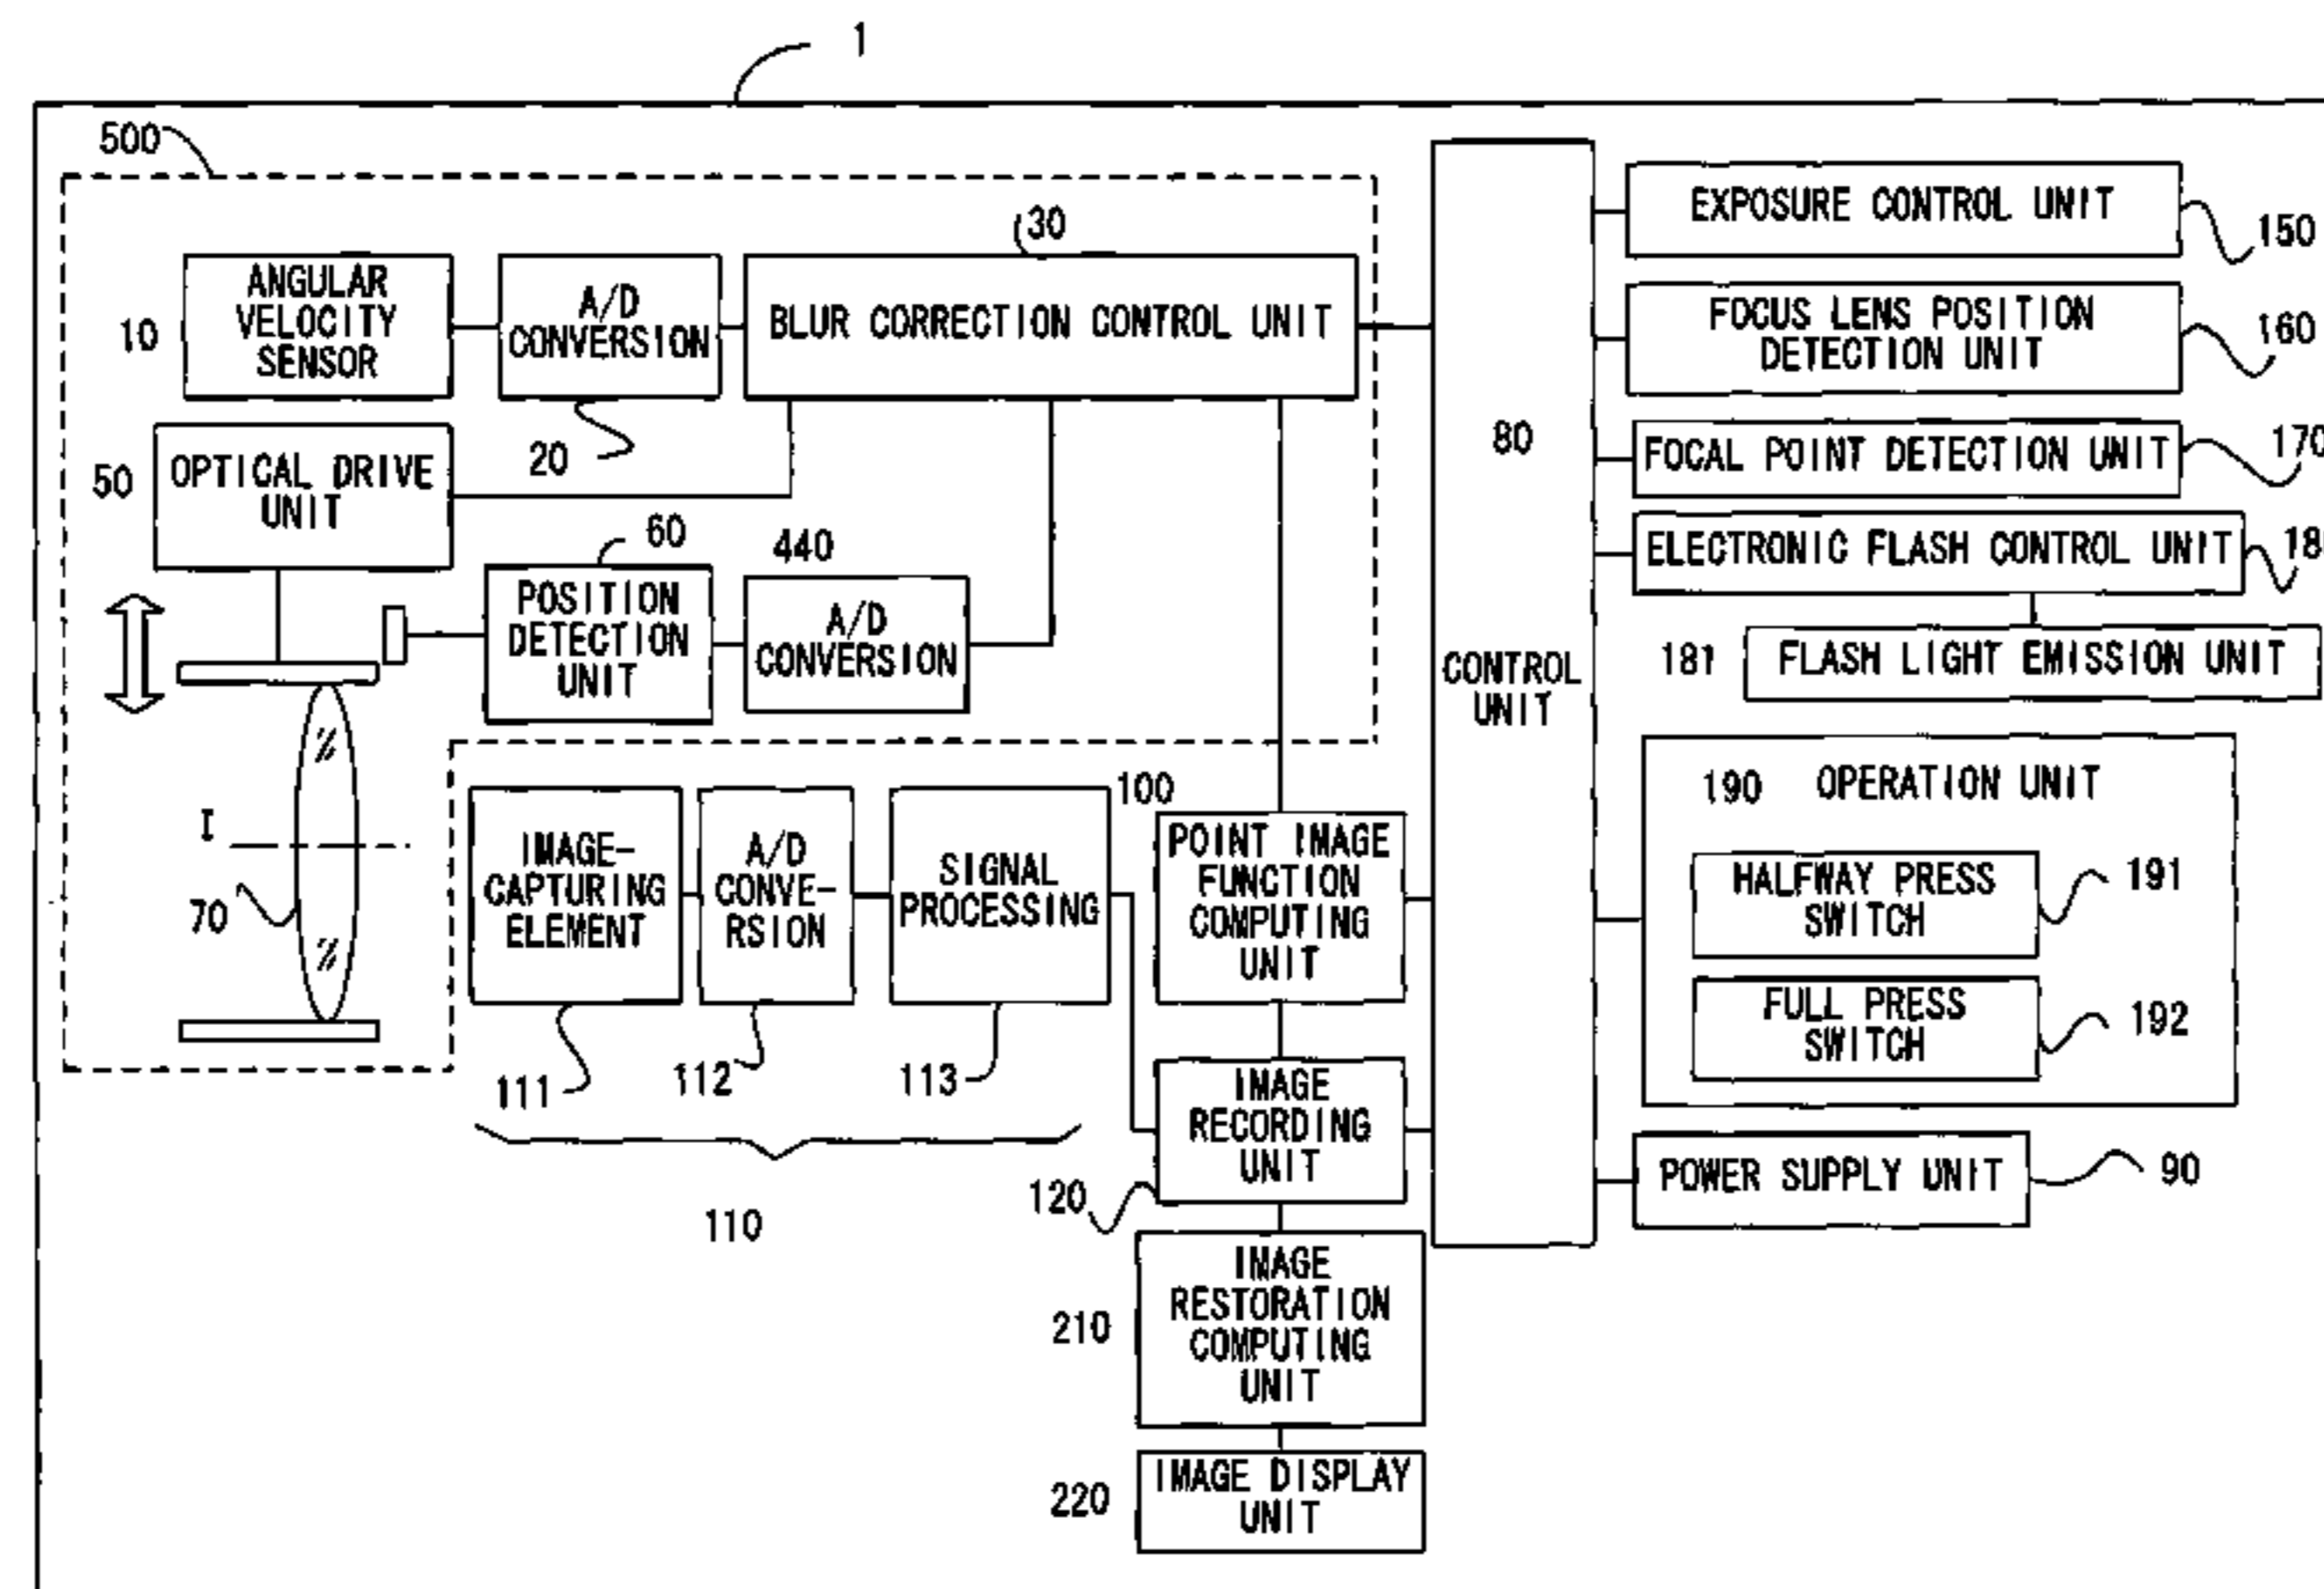 1
500
30
10
ANGULAR
VELOCITY
SENSOR
A/D
CONVERSION
BLUR CORRECTION CONTROL UNIT
20
50
OPTICAL DRIVE
UNIT
60
POSITION
DETECTION
UNIT
440
A/D
CONVERSION
I
70
IMAGE-
CAPTURING
ELEMENT
A/D
CONVE-
RSION
SIGNAL
PROCESSING
111
112
113
110
100
POINT IMAGE
FUNCTION
COMPUTING
UNIT
IMAGE
RECORDING
UNIT
120
210
IMAGE
RESTORATION
COMPUTING
UNIT
220
IMAGE DISPLAY
UNIT
80
CONTROL
UNIT
EXPOSURE CONTROL UNIT
150
FOCUS LENS POSITION
DETECTION UNIT
160
FOCAL POINT DETECTION UNIT
170
ELECTRONIC FLASH CONTROL UNIT
181
FLASH LIGHT EMISSION UNIT
190 OPERATION UNIT
HALFWAY PRESS
SWITCH
191
FULL PRESS
SWITCH
192
POWER SUPPLY UNIT
90